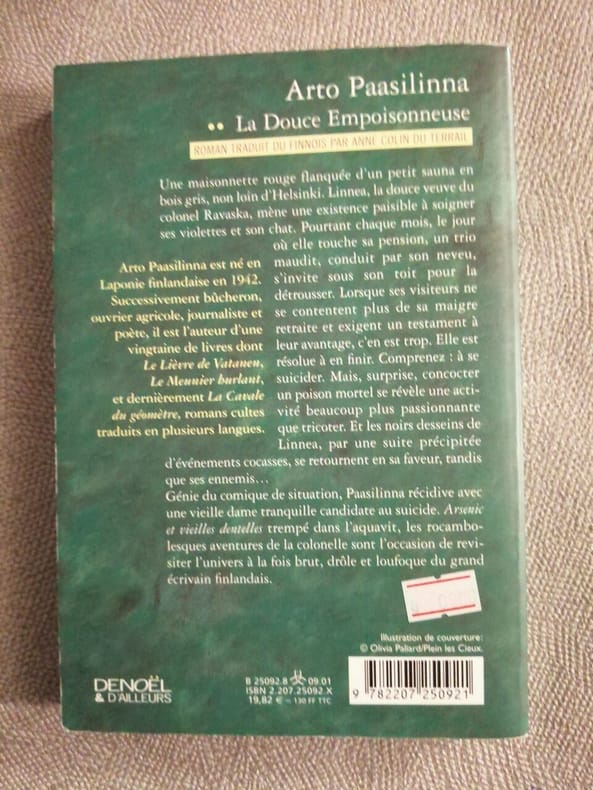 Arto Paasilinna
•• La Douce Empoisonneuse
ROMAN TRADUIT DU FINNOIS PAR ANNE COLIN DU TERRAIL
Une maisonnette rouge flanquée d'un petit sauna en
bois gris, non loin d'Helsinki. Linnea, la douce veuve du
colonel Ravaska, mène une existence paisible à soigner
ses violettes et son chat. Pourtant chaque mois, le jour
où elle touche sa pension, un trio
maudit, conduit par son neveu,
s'invite sous son toit pour la
détrousser. Lorsque ses visiteurs ne
se contentent plus de sa maigre
retraite et exigent un testament à
leur avantage, c'en est trop. Elle est
résolue à en finir. Comprenez : à se
suicider. Mais, surprise, concocter
un poison mortel se révèle une acti-
vité beaucoup plus passionnante
que tricoter. Et les noirs desseins de
Linnea, par une suite précipitée
d'événements cocasses, se retournent en sa faveur, tandis
que ses ennemis…
Génie du comique de situation, Paasilinna récidive avec
une vieille dame tranquille candidate au suicide. Arsenic
et vieilles dentelles trempé dans l'aquavit, les rocambo-
lesques aventures de la colonelle sont l'occasion de revi-
siter l'univers à la fois brut, drôle et loufoque du grand
écrivain finlandais.
Arto Paasilinna est né en
Laponie finlandaise en 1942.
Successivement bûcheron,
ouvrier agricole, journaliste et
poète, il est l'auteur d'une
vingtaine de livres dont
Le Lièvre de Vatanen,
Le Meunier hurlant,
et dernièrement La Cavale
du géomètre, romans cultes
traduits en plusieurs langues.
Illustration de couverture:
© Olivia Paliard/Plein les Cieux.
DENOËL
& D'AILLEURS
B 25092.8 09.01
ISBN 2.207.25092.X
19,82 € – 130 FF TTC
9 782207 250921